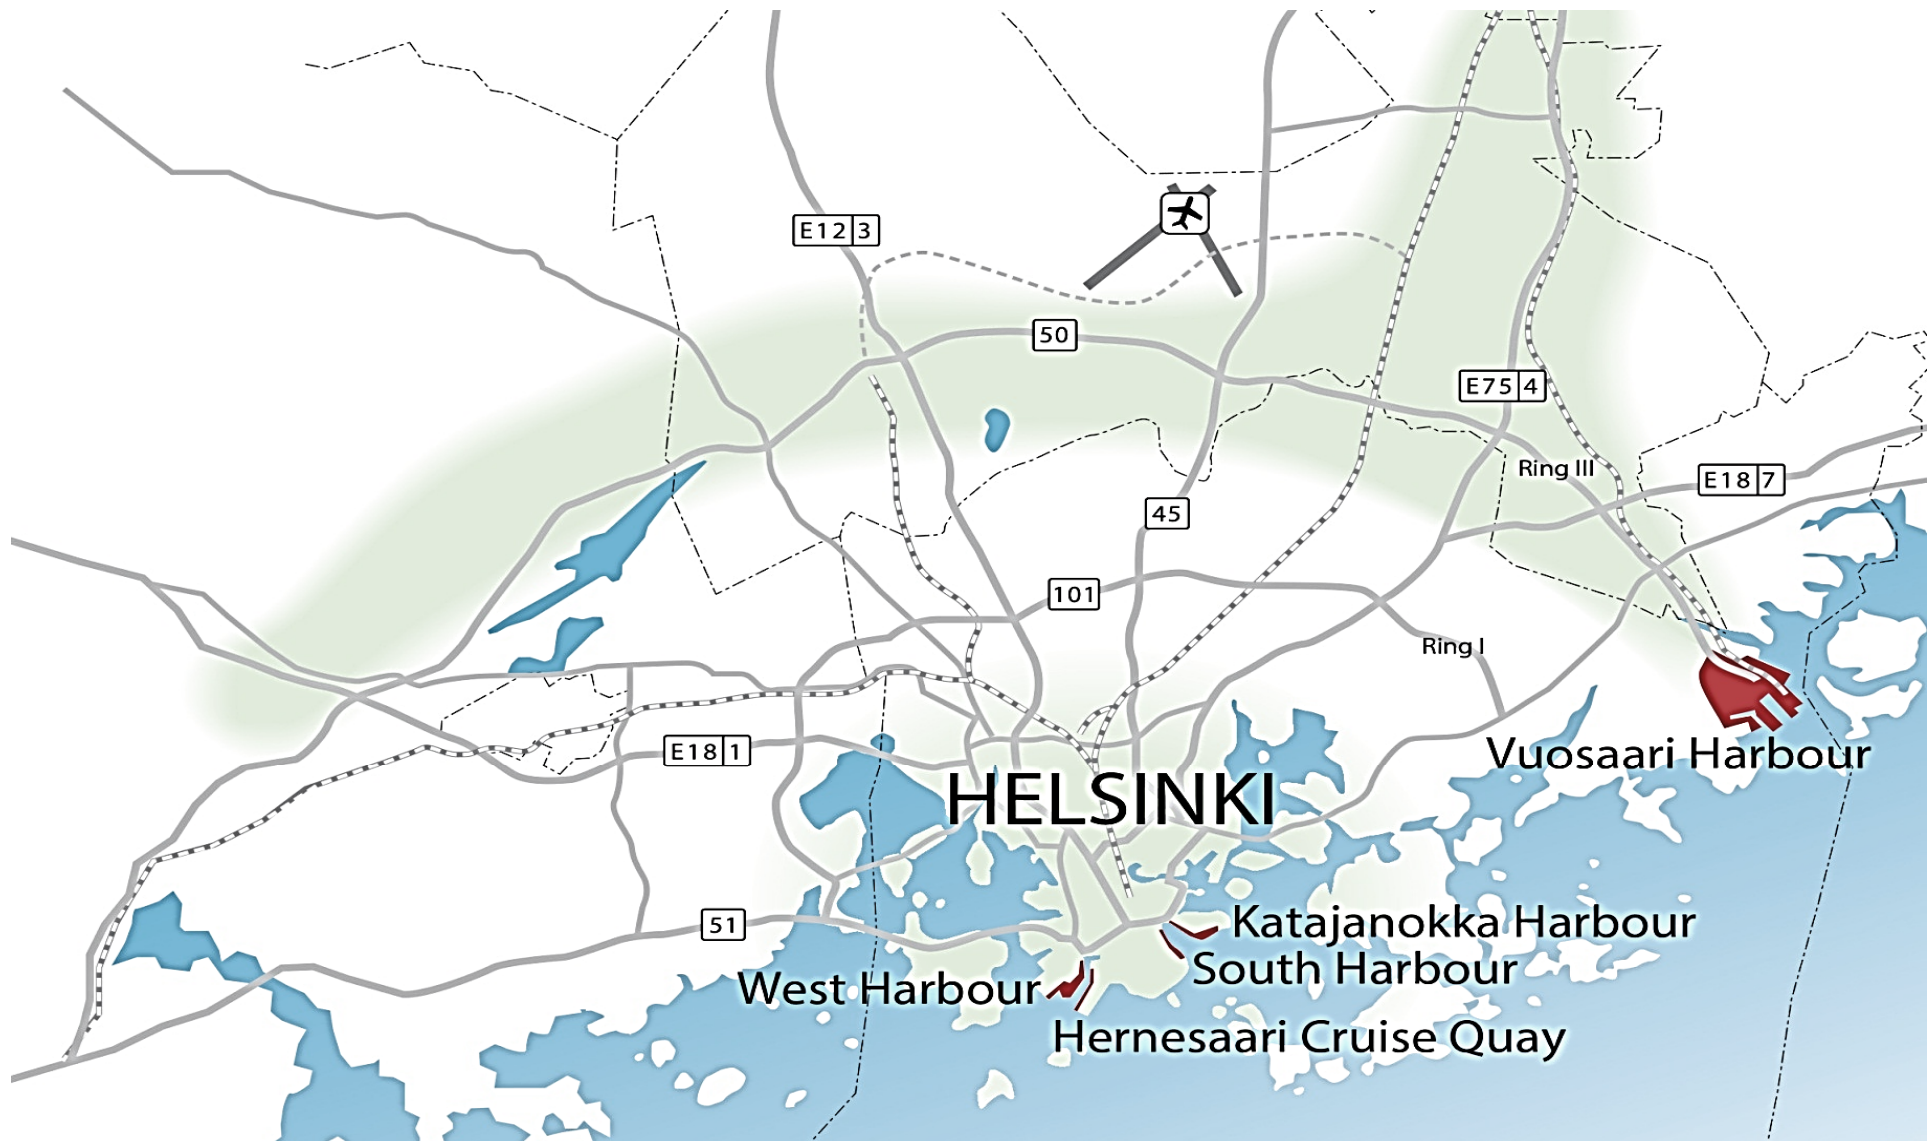 E12 3
50
E75 4
Ring III
E18 7
45
101
Ring I
E18 1
Vuosaari Harbour
HELSINKI
51
Katajanokka Harbour
South Harbour
West Harbour
Hernesaari Cruise Quay